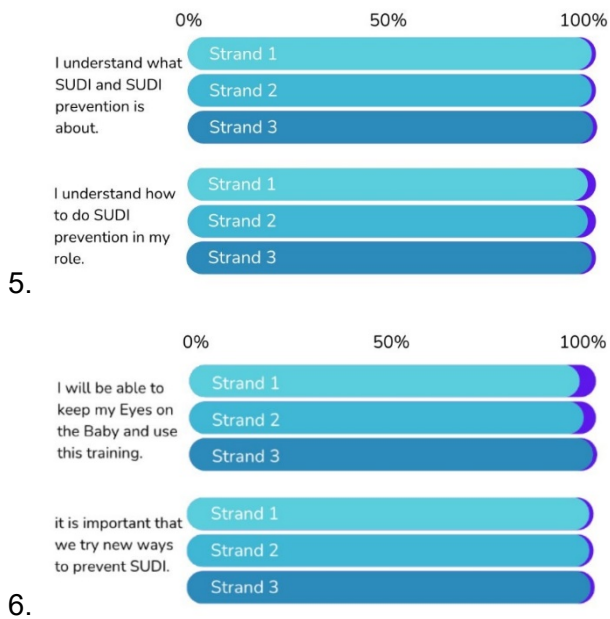 0% 50% 100%
I understand what
SUDI and SUDI
prevention is
about.
Strand 1
Strand 2
Strand 3
I understand how
to do SUDI
prevention in my
role.
Strand 1
Strand 2
Strand 3
5.
0% 50% 100%
I will be able to
keep my Eyes on
the Baby and use
this training.
Strand 1
Strand 2
Strand 3
it is important that
we try new ways
to prevent SUDI.
Strand 1
Strand 2
Strand 3
6.